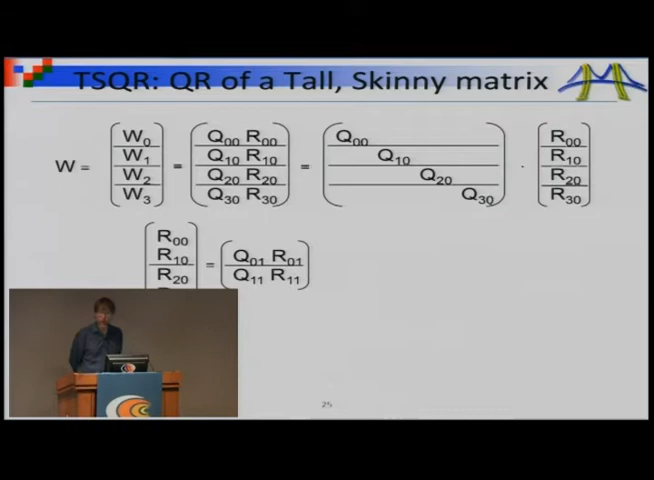 TSQR: QR of a Tall, Skinny matrix
W = W₀ = Q₀₀ R₀₀ = Q₀₀ · R₀₀
W₁ Q₁₀ R₁₀ Q₁₀ R₁₀
W₂ Q₂₀ R₂₀ Q₂₀ R₂₀
W₃ Q₃₀ R₃₀ Q₃₀ R₃₀
R₀₀
R₁₀ = Q₀₁ R₀₁
R₂₀ Q₁₁ R₁₁
25